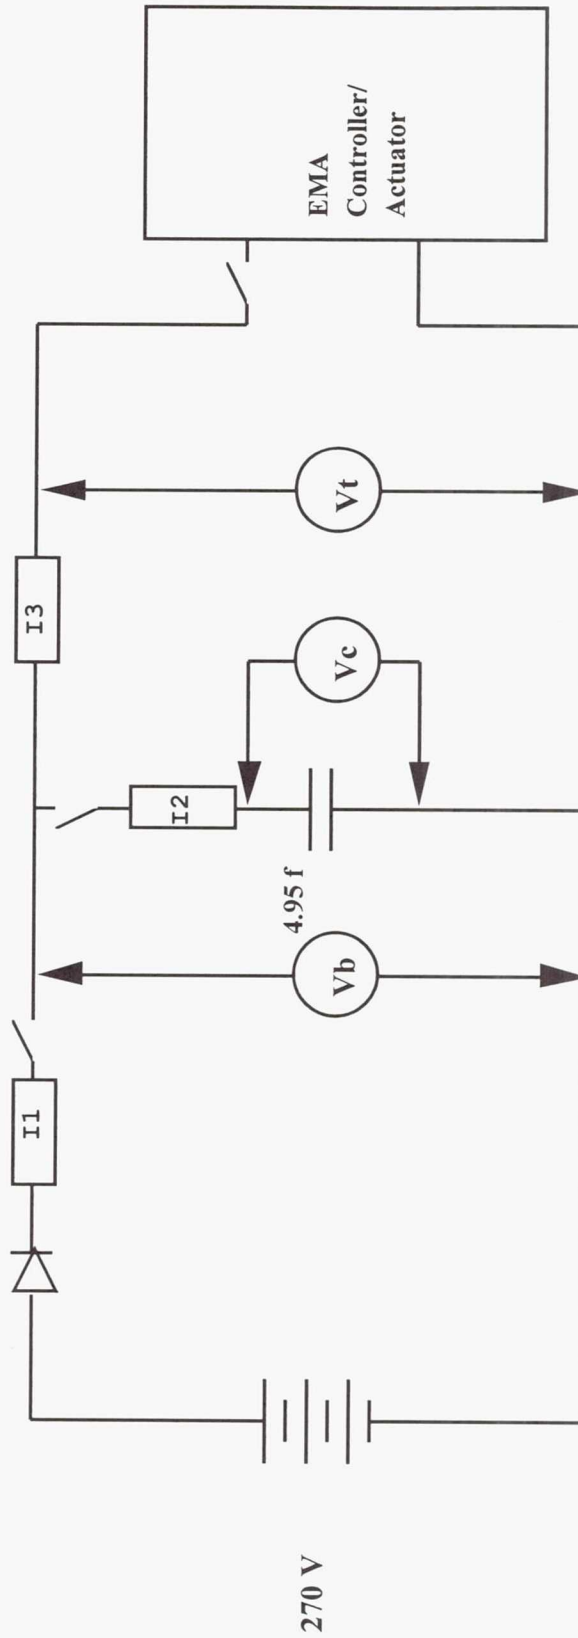 270 V
I1
Vb
4.95 f
I2
Vc
I3
Vt
EMA
Controller/
Actuator